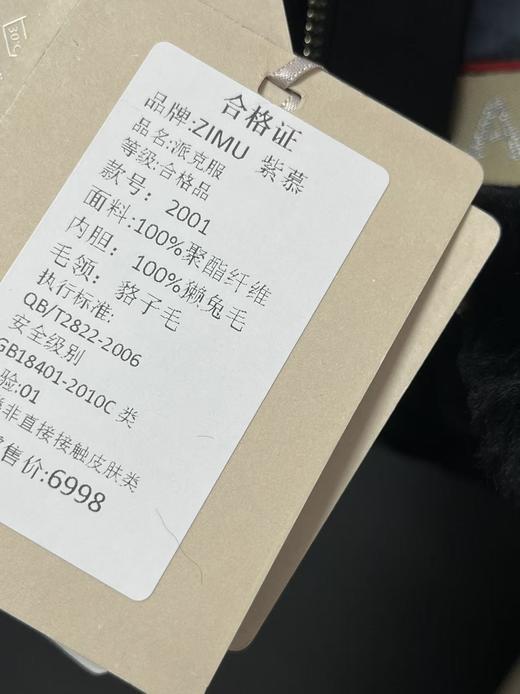 30℃
合格证
品牌:ZIMU 紫慕
品名:派克服
等级:合格品
款号: 2001
面料:100%聚酯纤维
内胆: 100%獭兔毛
毛领: 貉子毛
执行标准:
QB/T2822-2006
安全级别
GB18401-2010C 类
验:01
非直接接触皮肤类
售价:6998
A